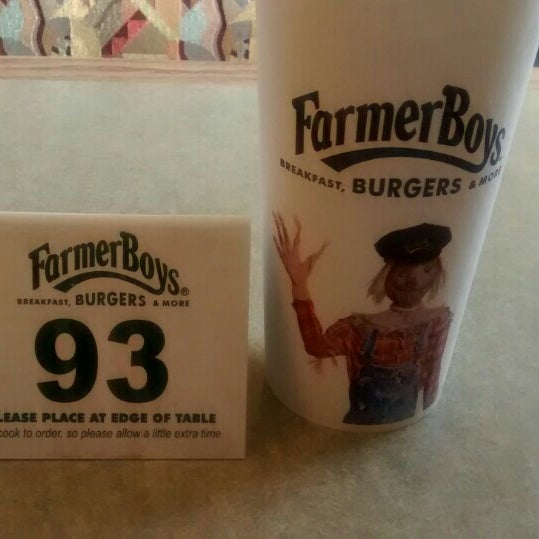 FarmerBoys®
BREAKFAST, BURGERS & MORE
93
LEASE PLACE AT EDGE OF TABLE
cook to order, so please allow a little extra time.
FarmerBoys
BREAKFAST, BURGERS & MORE